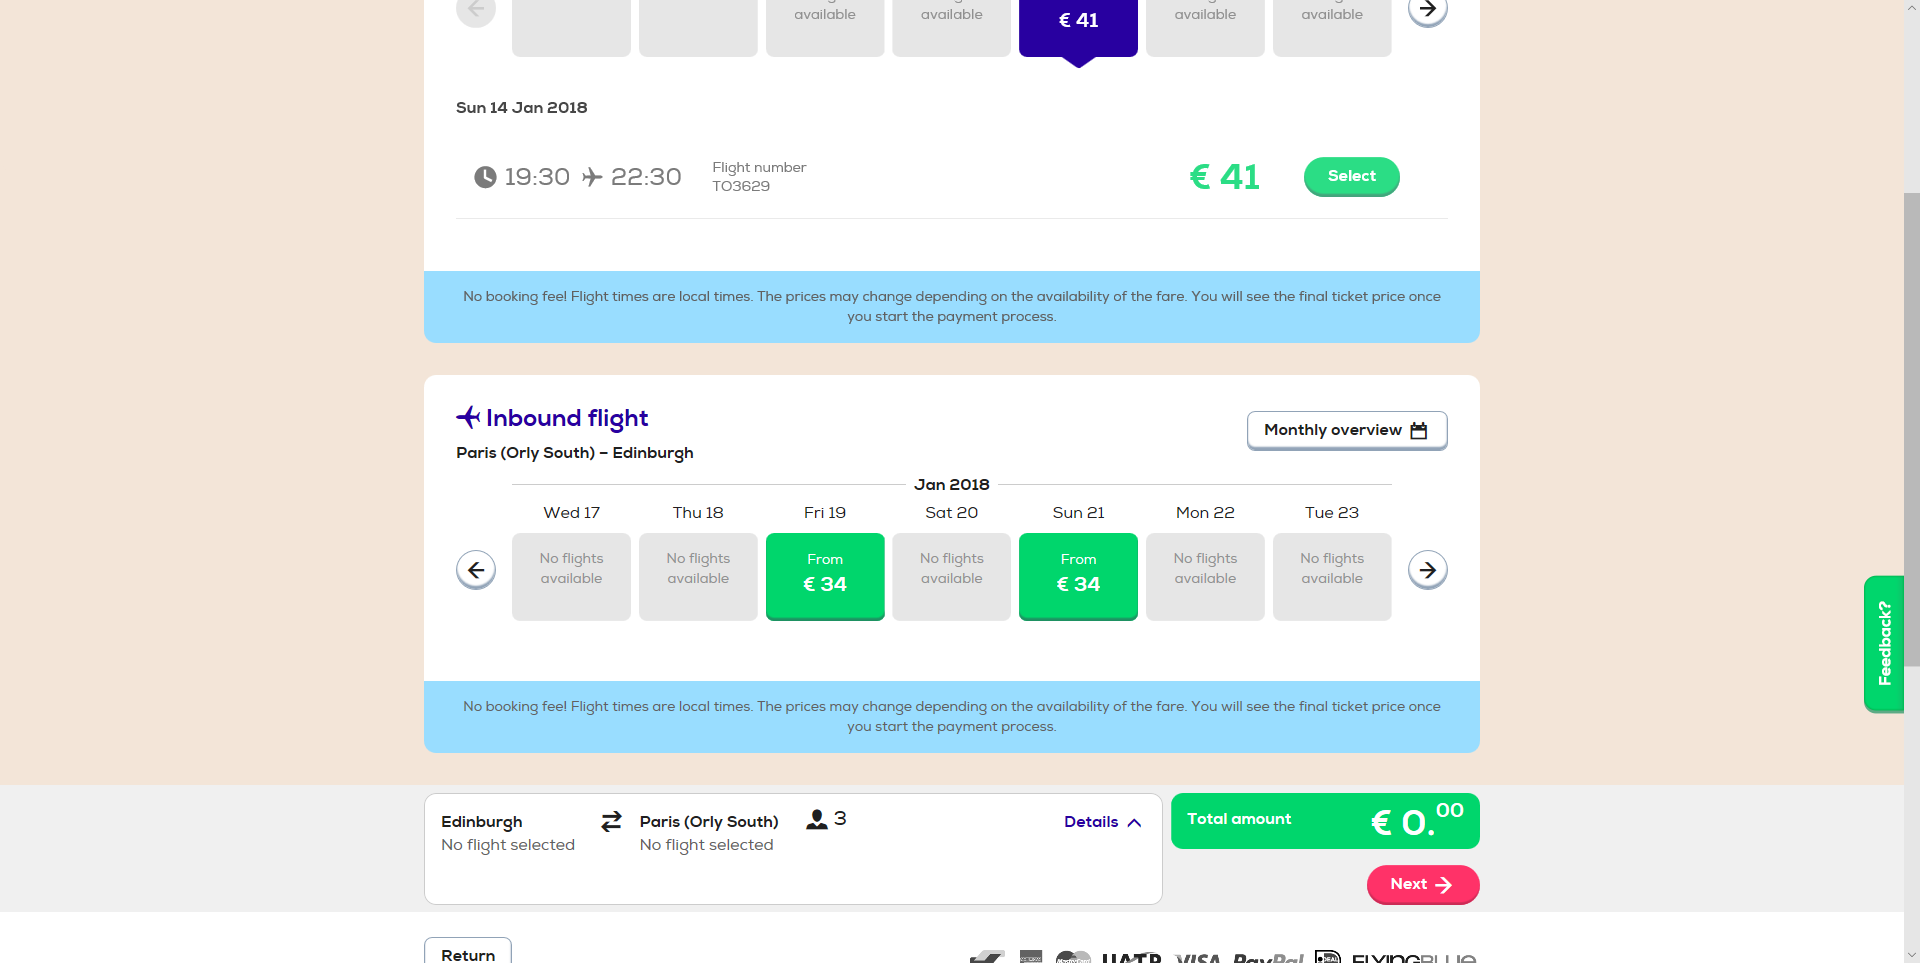 available
available
€ 41
available
available
Sun 14 Jan 2018
19:30 22:30
Flight number
TO3629
€ 41
Select
No booking fee! Flight times are local times. The prices may change depending on the availability of the fare. You will see the final ticket price once
you start the payment process.
Inbound flight
Monthly overview
Paris (Orly South) – Edinburgh
Jan 2018
Wed 17
Thu 18
Fri 19
Sat 20
Sun 21
Mon 22
Tue 23
No flights
available
No flights
available
From
€ 34
No flights
available
From
€ 34
No flights
available
No flights
available
Feedback?
No booking fee! Flight times are local times. The prices may change depending on the availability of the fare. You will see the final ticket price once
you start the payment process.
Edinburgh
No flight selected
Paris (Orly South)
No flight selected
3
Details
Total amount
€ 0.00
Next
Return
UATP
VISA
PayPal
FLYINGBLUE